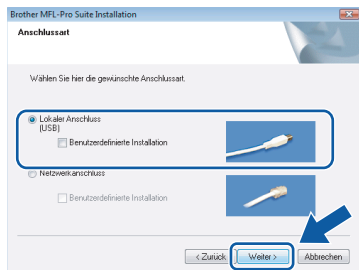 Brother MFL-Pro Suite Installation
Anschlussart
Wählen Sie hier die gewünschte Anschlussart.
Lokaler Anschluss
(USB)
Benutzerdefinierte Installation
Netzwerkanschluss
Benutzerdefinierte Installation
< Zurück Weiter > Abbrechen